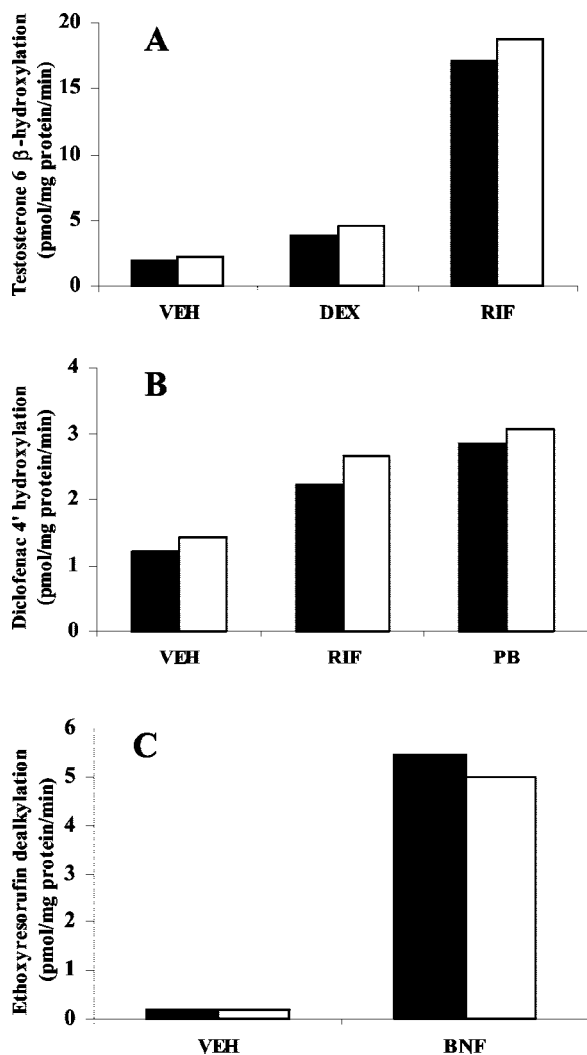 A
Testosterone 6 β-hydroxylation
(pmol/mg protein/min)
20
15
10
5
0
VEH DEX RIF
B
Diclofenac 4' hydroxylation
(pmol/mg protein/min)
4
3
2
1
0
VEH RIF PB
C
Ethoxyresorufin dealkylation
(pmol/mg protein/min)
6
5
4
3
2
1
0
VEH BNF